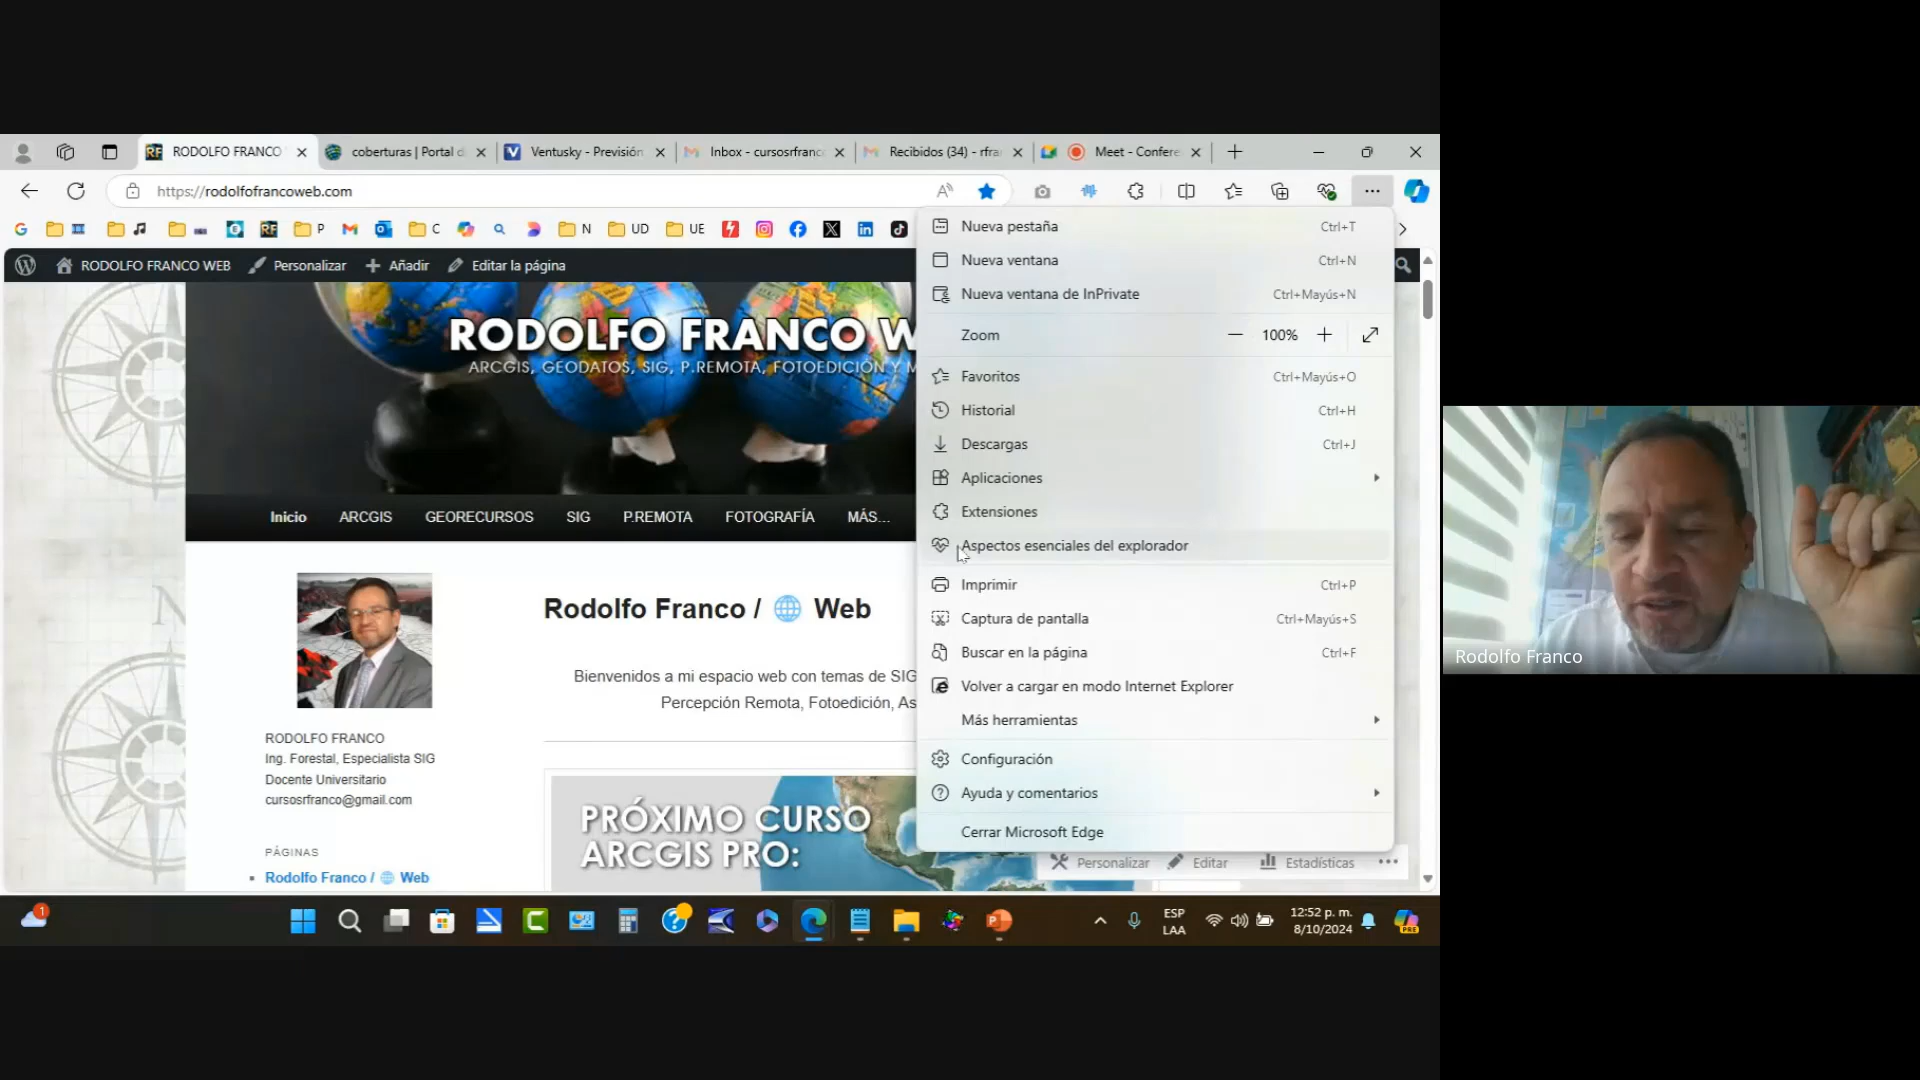 RODOLFO FRANCO
coberturas | Portal d
Ventusky - Previsión
Inbox - cursosrfranc
Recibidos (34) - rfra
Meet - Confere
https://rodolfofrancoweb.com
P
C
N
UD
UE
RODOLFO FRANCO WEB
Personalizar
Añadir
Editar la página
RODOLFO FRANCO W
ARCGIS, GEODATOS, SIG, P.REMOTA, FOTOEDICIÓN Y M
Inicio
ARCGIS
GEORECURSOS
SIG
P.REMOTA
FOTOGRAFÍA
MÁS...
Rodolfo Franco / Web
Bienvenidos a mi espacio web con temas de SIG
Percepción Remota, Fotoedición, As
RODOLFO FRANCO
Ing. Forestal, Especialista SIG
Docente Universitario
cursosrfranco@gmail.com
PÁGINAS
Rodolfo Franco / Web
PRÓXIMO CURSO
ARCGIS PRO:
Nueva pestaña Ctrl+T
Nueva ventana Ctrl+N
Nueva ventana de InPrivate Ctrl+Mayús+N
Zoom 100%
Favoritos Ctrl+Mayús+O
Historial Ctrl+H
Descargas Ctrl+J
Aplicaciones
Extensiones
Aspectos esenciales del explorador
Imprimir Ctrl+P
Captura de pantalla Ctrl+Mayús+S
Buscar en la página Ctrl+F
Volver a cargar en modo Internet Explorer
Más herramientas
Configuración
Ayuda y comentarios
Cerrar Microsoft Edge
Personalizar
Editar
Estadísticas
1
ESP
LAA
12:52 p. m.
8/10/2024
Rodolfo Franco